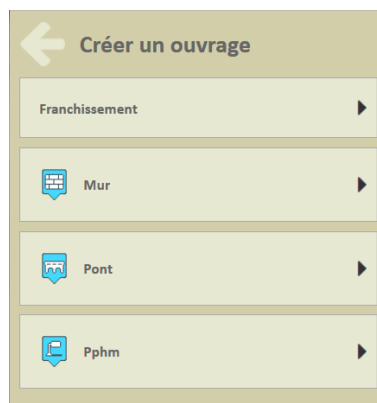 Créer un ouvrage
Franchissement
Mur
Pont
Pphm